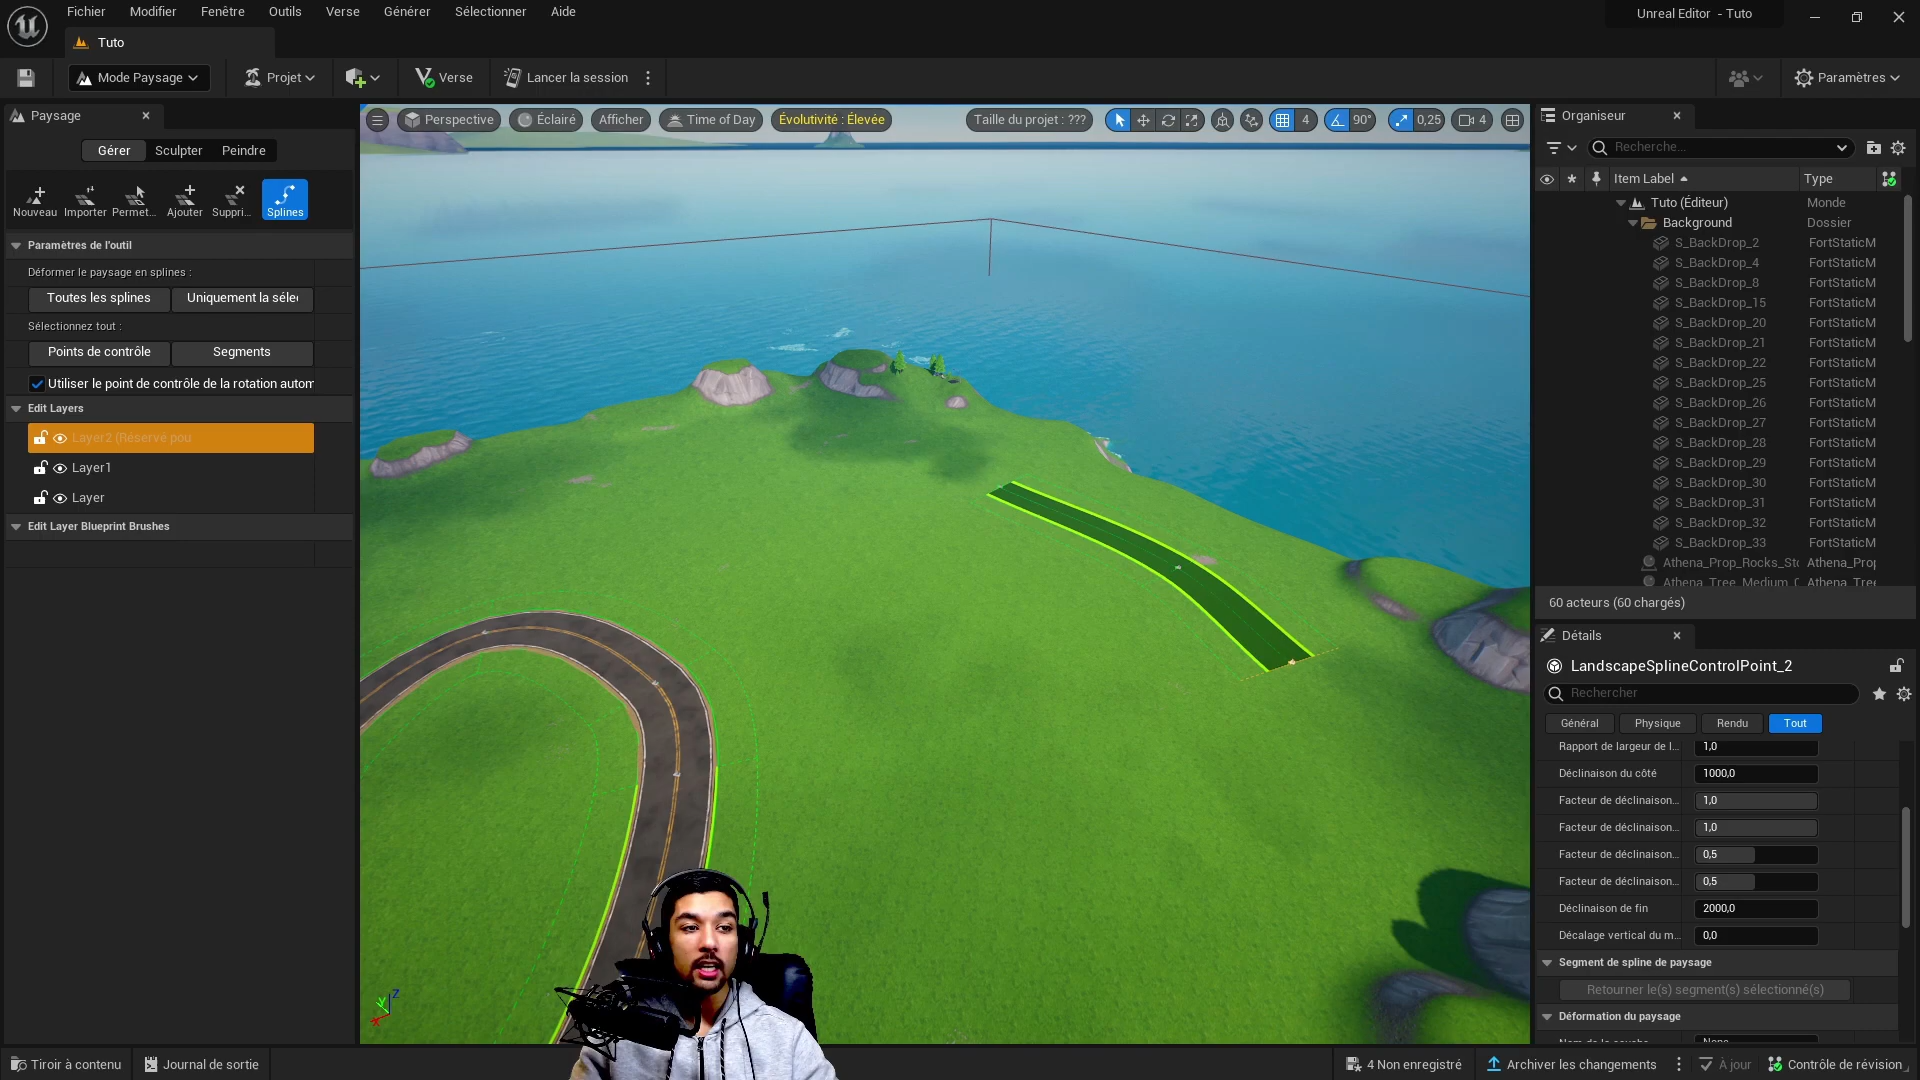 Fichier Modifier Fenêtre Outils Verse Générer Sélectionner Aide
Unreal Editor - Tuto
Tuto
Mode Paysage Projet Verse Lancer la session Paramètres
Paysage
Gérer Sculpter Peindre
Nouveau Importer Permet... Ajouter Suppri... Splines
Paramètres de l'outil
Déformer le paysage en splines :
Toutes les splines Uniquement la séle
Sélectionnez tout :
Points de contrôle Segments
Utiliser le point de contrôle de la rotation autom
Edit Layers
Layer2 (Réservé pou
Layer1
Layer
Edit Layer Blueprint Brushes
Perspective Éclairé Afficher Time of Day Évolutivité : Élevée Taille du projet : ??? 4 90° 0,25 4
Z
Y
X
Organiseur
Recherche...
Item Label Type
Tuto (Éditeur) Monde
Background Dossier
S_BackDrop_2 FortStaticM
S_BackDrop_4 FortStaticM
S_BackDrop_8 FortStaticM
S_BackDrop_15 FortStaticM
S_BackDrop_20 FortStaticM
S_BackDrop_21 FortStaticM
S_BackDrop_22 FortStaticM
S_BackDrop_25 FortStaticM
S_BackDrop_26 FortStaticM
S_BackDrop_27 FortStaticM
S_BackDrop_28 FortStaticM
S_BackDrop_29 FortStaticM
S_BackDrop_30 FortStaticM
S_BackDrop_31 FortStaticM
S_BackDrop_32 FortStaticM
S_BackDrop_33 FortStaticM
Athena_Prop_Rocks_Sto Athena_Prop
Athena_Tree_Medium_ Athena_Tree
60 acteurs (60 chargés)
Détails
LandscapeSplineControlPoint_2
Rechercher
Général Physique Rendu Tout
Rapport de largeur de l... 1,0
Déclinaison du côté 1000,0
Facteur de déclinaison... 1,0
Facteur de déclinaison... 1,0
Facteur de déclinaison... 0,5
Facteur de déclinaison... 0,5
Déclinaison de fin 2000,0
Décalage vertical du m... 0,0
Segment de spline de paysage
Retourner le(s) segment(s) sélectionné(s)
Déformation du paysage
Tiroir à contenu Journal de sortie
4 Non enregistré Archiver les changements À jour Contrôle de révision